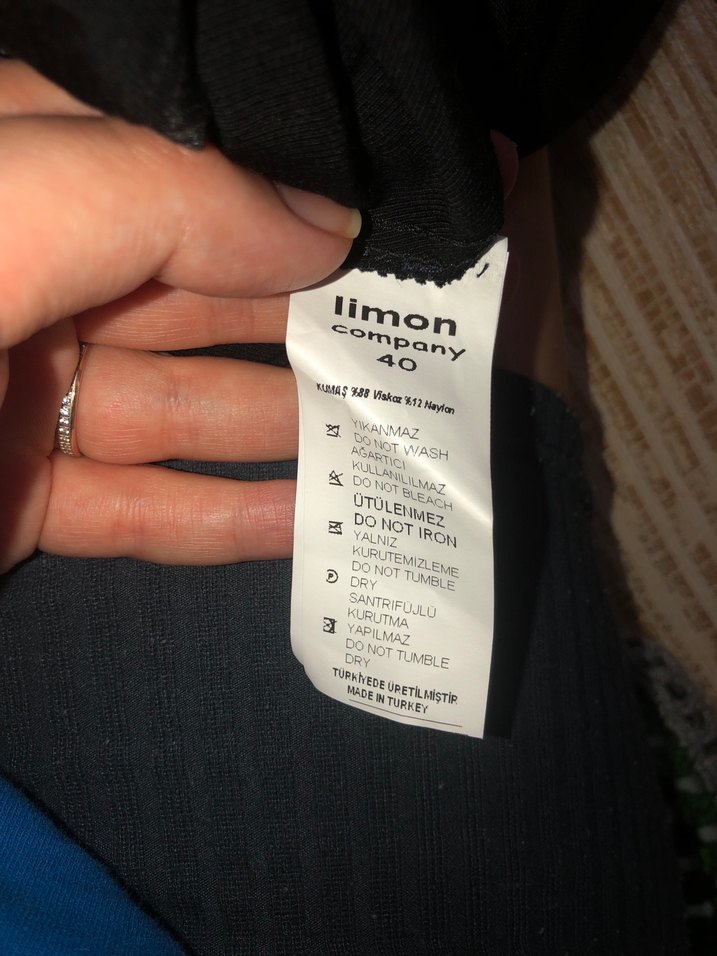 limon
company
40
KUMAŞ %88 Viskoz %12 Naylon
YIKANMAZ
DO NOT WASH
AĞARTICI
KULLANILILMAZ
DO NOT BLEACH
ÜTÜLENMEZ
DO NOT IRON
YALNIZ
KURUTEMIZLEME
DO NOT TUMBLE
DRY
P
SANTRIFÜJLÜ
KURUTMA
YAPILMAZ
DO NOT TUMBLE
DRY
TÜRKİYEDE ÜRETİLMİŞTİR
MADE IN TURKEY